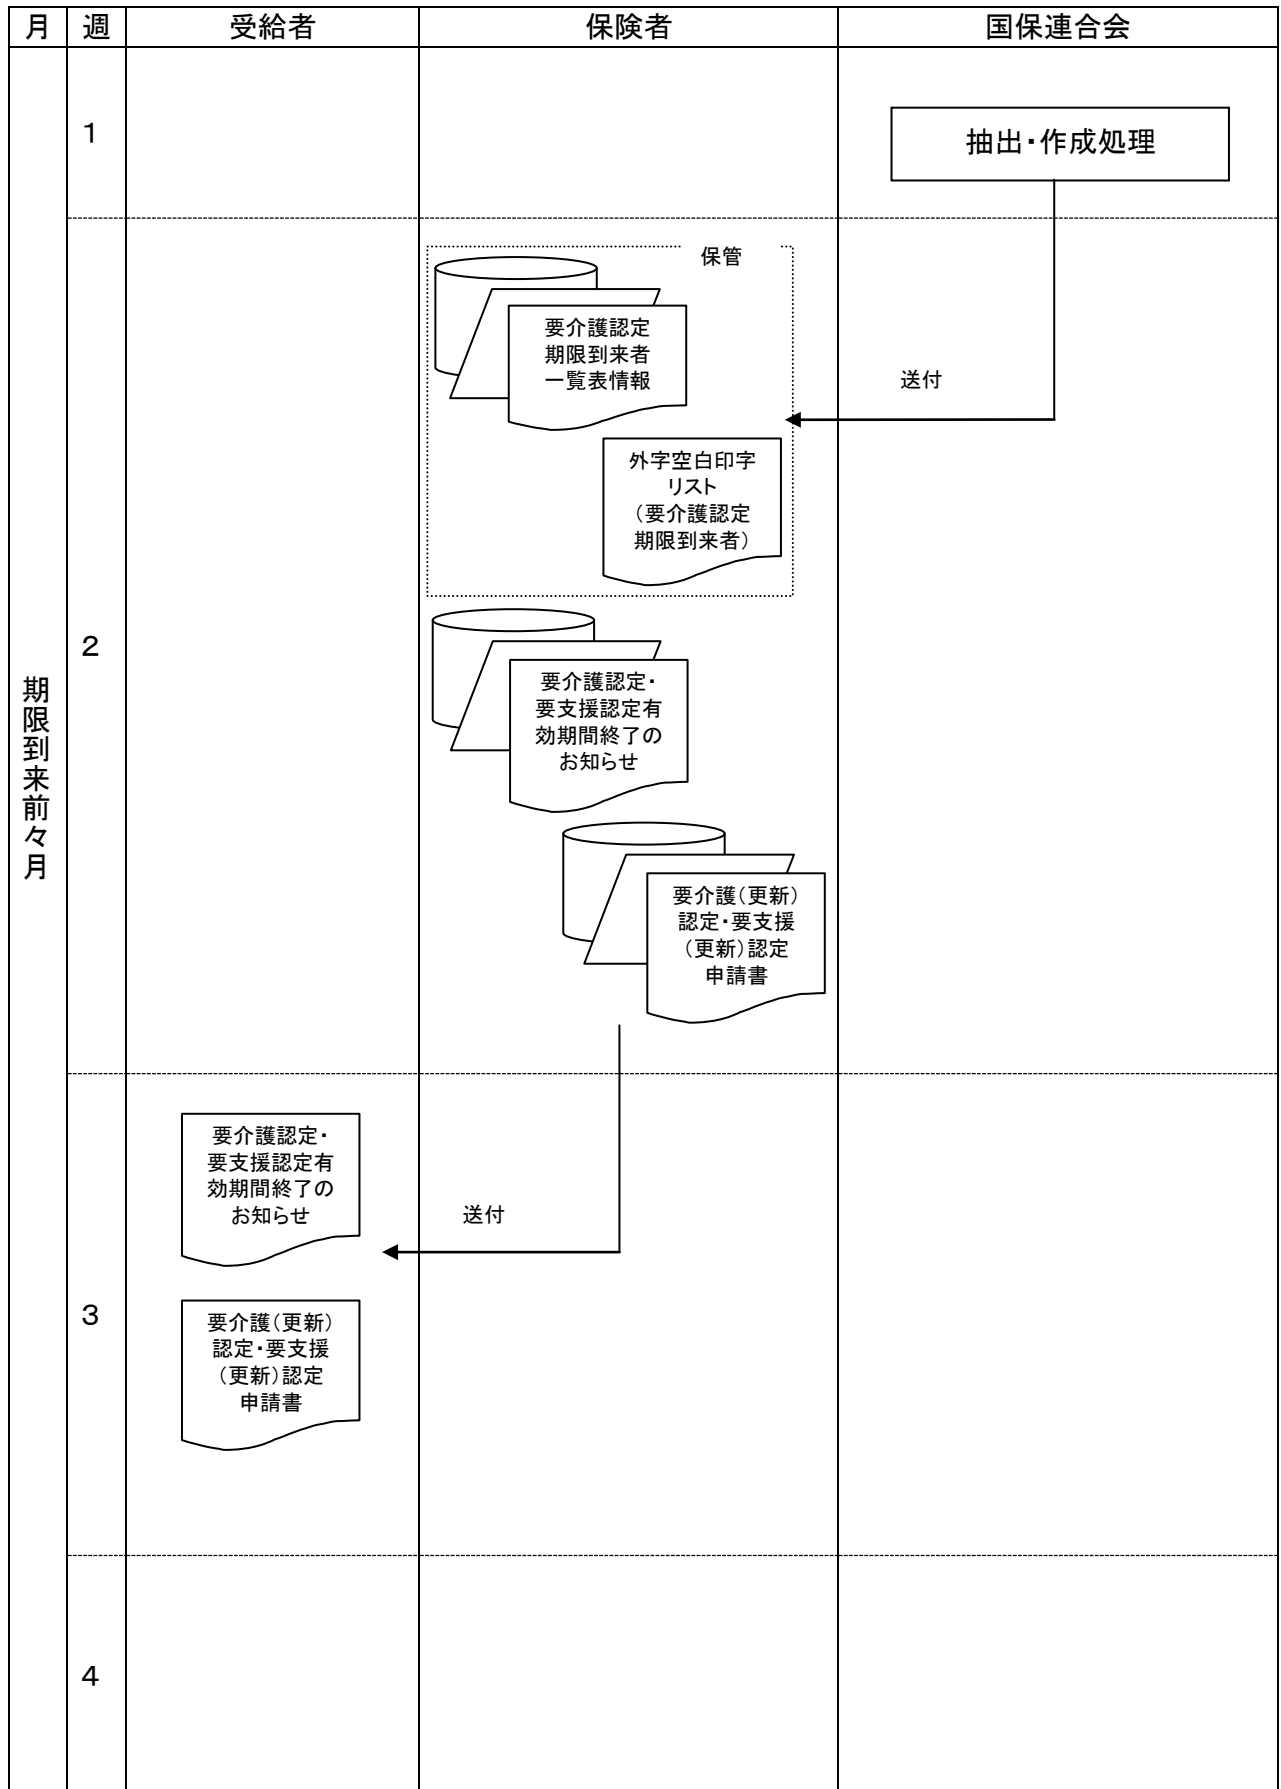 月 週 受給者 保険者 国保連合会
期限到来前々月
1
抽出・作成処理
2
保管
要介護認定
期限到来者
一覧表情報
送付
外字空白印字
リスト
（要介護認定
期限到来者）
要介護認定・
要支援認定有
効期間終了の
お知らせ
要介護（更新）
認定・要支援
（更新）認定
申請書
3
要介護認定・
要支援認定有
効期間終了の
お知らせ
送付
要介護（更新）
認定・要支援
（更新）認定
申請書
4